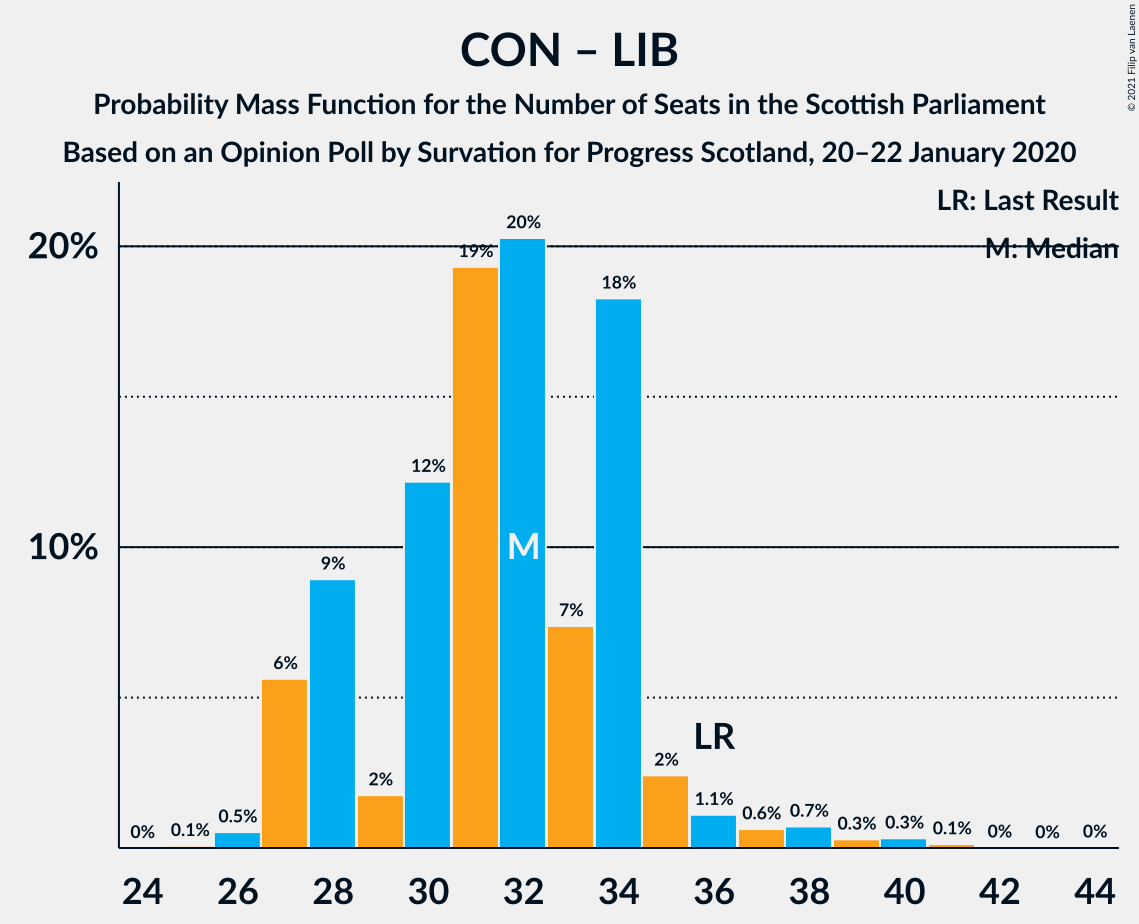 CON – LIB
Probability Mass Function for the Number of Seats in the Scottish Parliament
Based on an Opinion Poll by Survation for Progress Scotland, 20–22 January 2020
© 2021 Filip van Laenen
LR: Last Result
M: Median
20%
10%
0%
0.1%
0.5%
6%
9%
2%
12%
19%
20%
7%
18%
2%
1.1%
0.6%
0.7%
0.3%
0.3%
0.1%
0%
0%
0%
M
LR
24 26 28 30 32 34 36 38 40 42 44